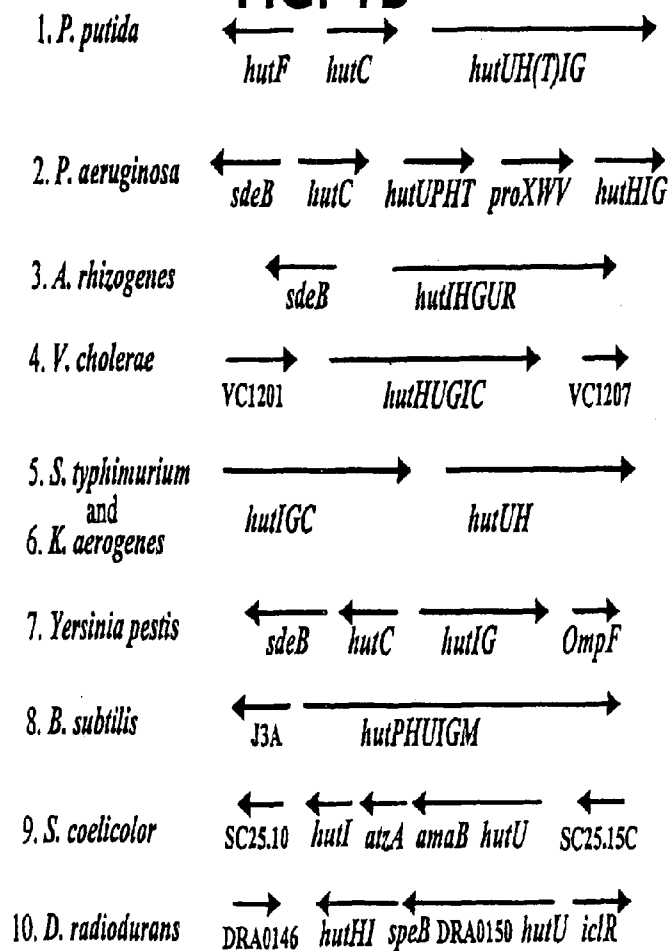 1. P. putida
hutF hutC hutUH(T)IG
2. P. aeruginosa
sdeB hutC hutUPHT proXWV hutHIG
3. A. rhizogenes
sdeB hutIHGUR
4. V. cholerae
VC1201 hutHUGIC VC1207
5. S. typhimurium
and
6. K. aerogenes
hutIGC hutUH
7. Yersinia pestis
sdeB hutC hutIG OmpF
8. B. subtilis
J3A hutPHUIGM
9. S. coelicolor
SC25.10 hutI atzA amaB hutU SC25.15C
10. D. radiodurans
DRA0146 hutHI speB DRA0150 hutU iclR